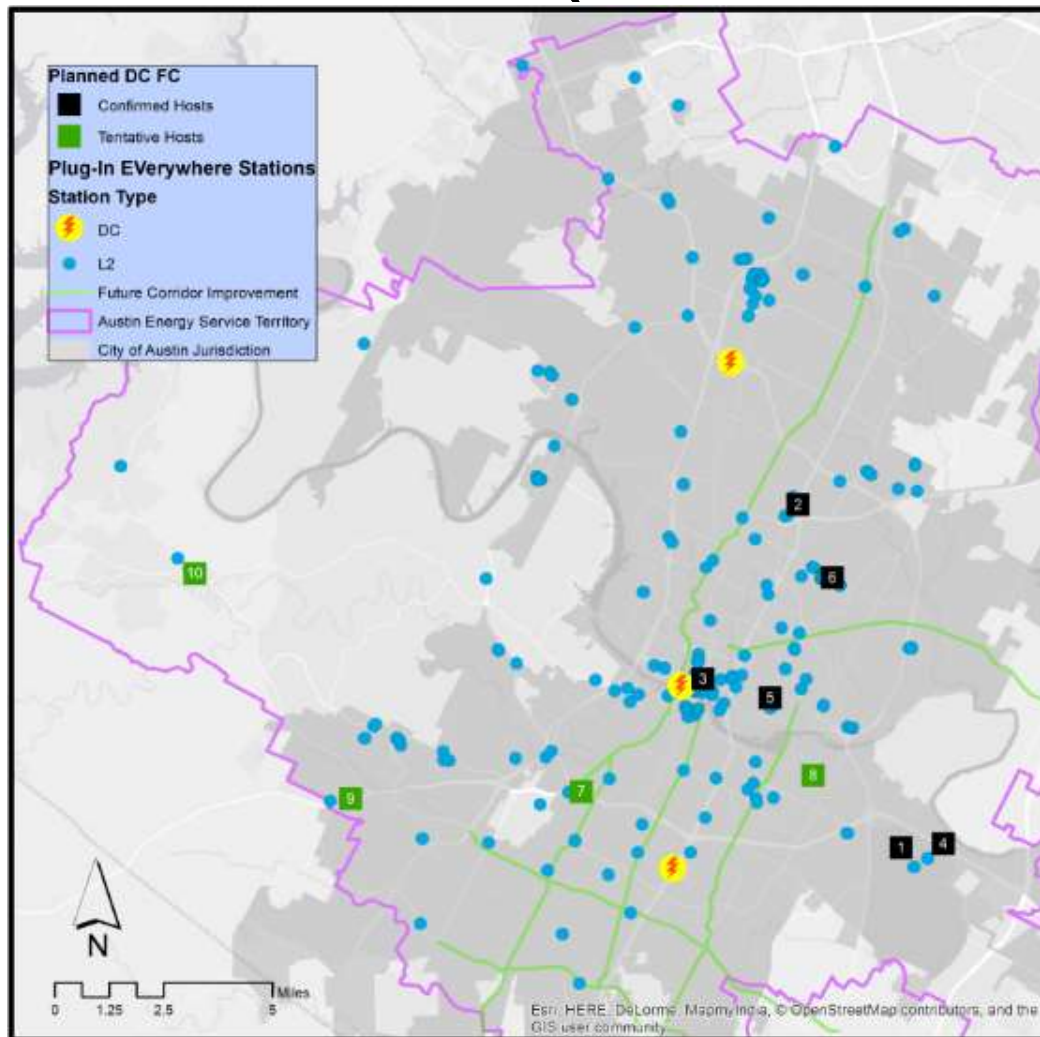 Planned DC FC
Confirmed Hosts
Tentative Hosts
Plug-In EVerywhere Stations
Station Type
DC
L2
Future Corridor Improvement
Austin Energy Service Territory
City of Austin Jurisdiction
2
10
6
3
5
8
7
9
1
4
N
Miles
0 1.25 2.5 5
Esri, HERE, DeLorme, MapmyIndia, © OpenStreetMap contributors, and the
GIS user community